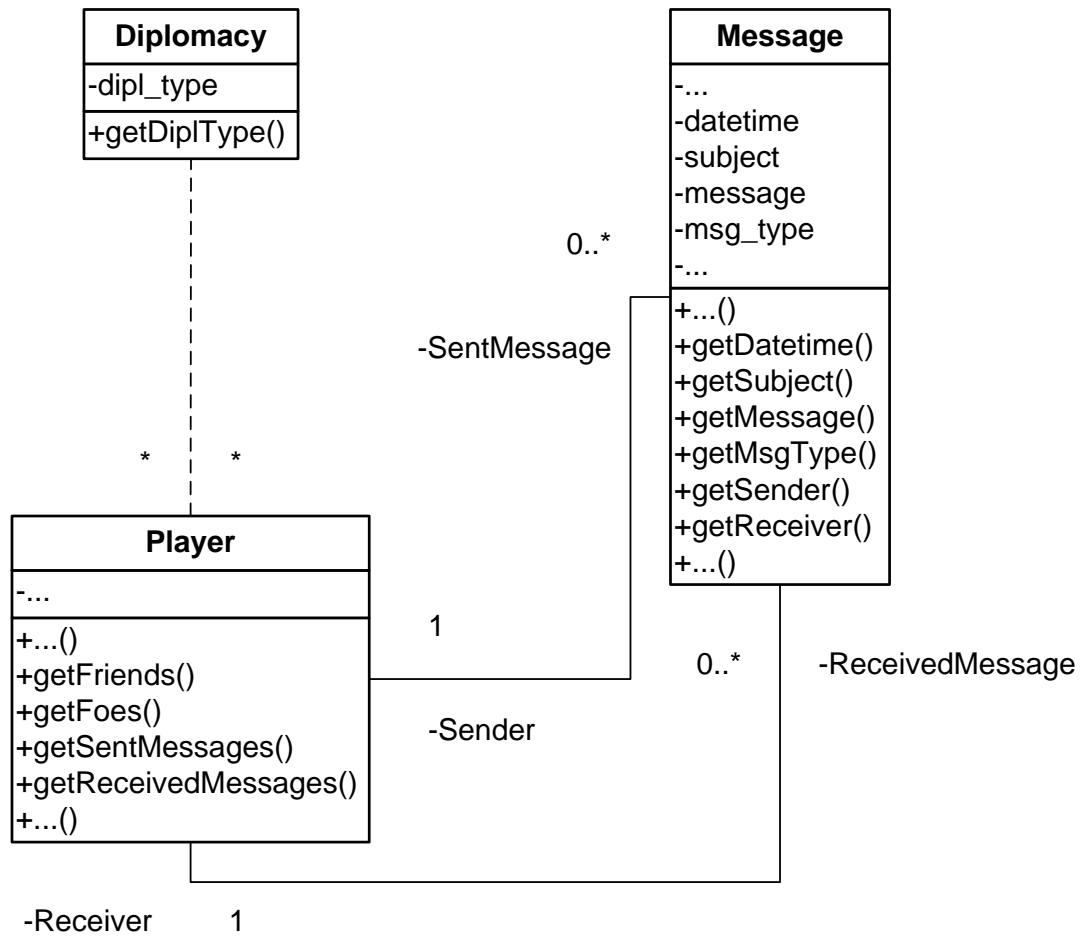 Diplomacy
-dipl_type
+getDiplType()
Message
-...
-datetime
-subject
-message
-msg_type
-...
+...()
+getDatetime()
+getSubject()
+getMessage()
+getMsgType()
+getSender()
+getReceiver()
+...()
0..*
-SentMessage
* *
Player
-...
+...()
+getFriends()
+getFoes()
+getSentMessages()
+getReceivedMessages()
+...()
1
-Sender
0..* -ReceivedMessage
-Receiver 1